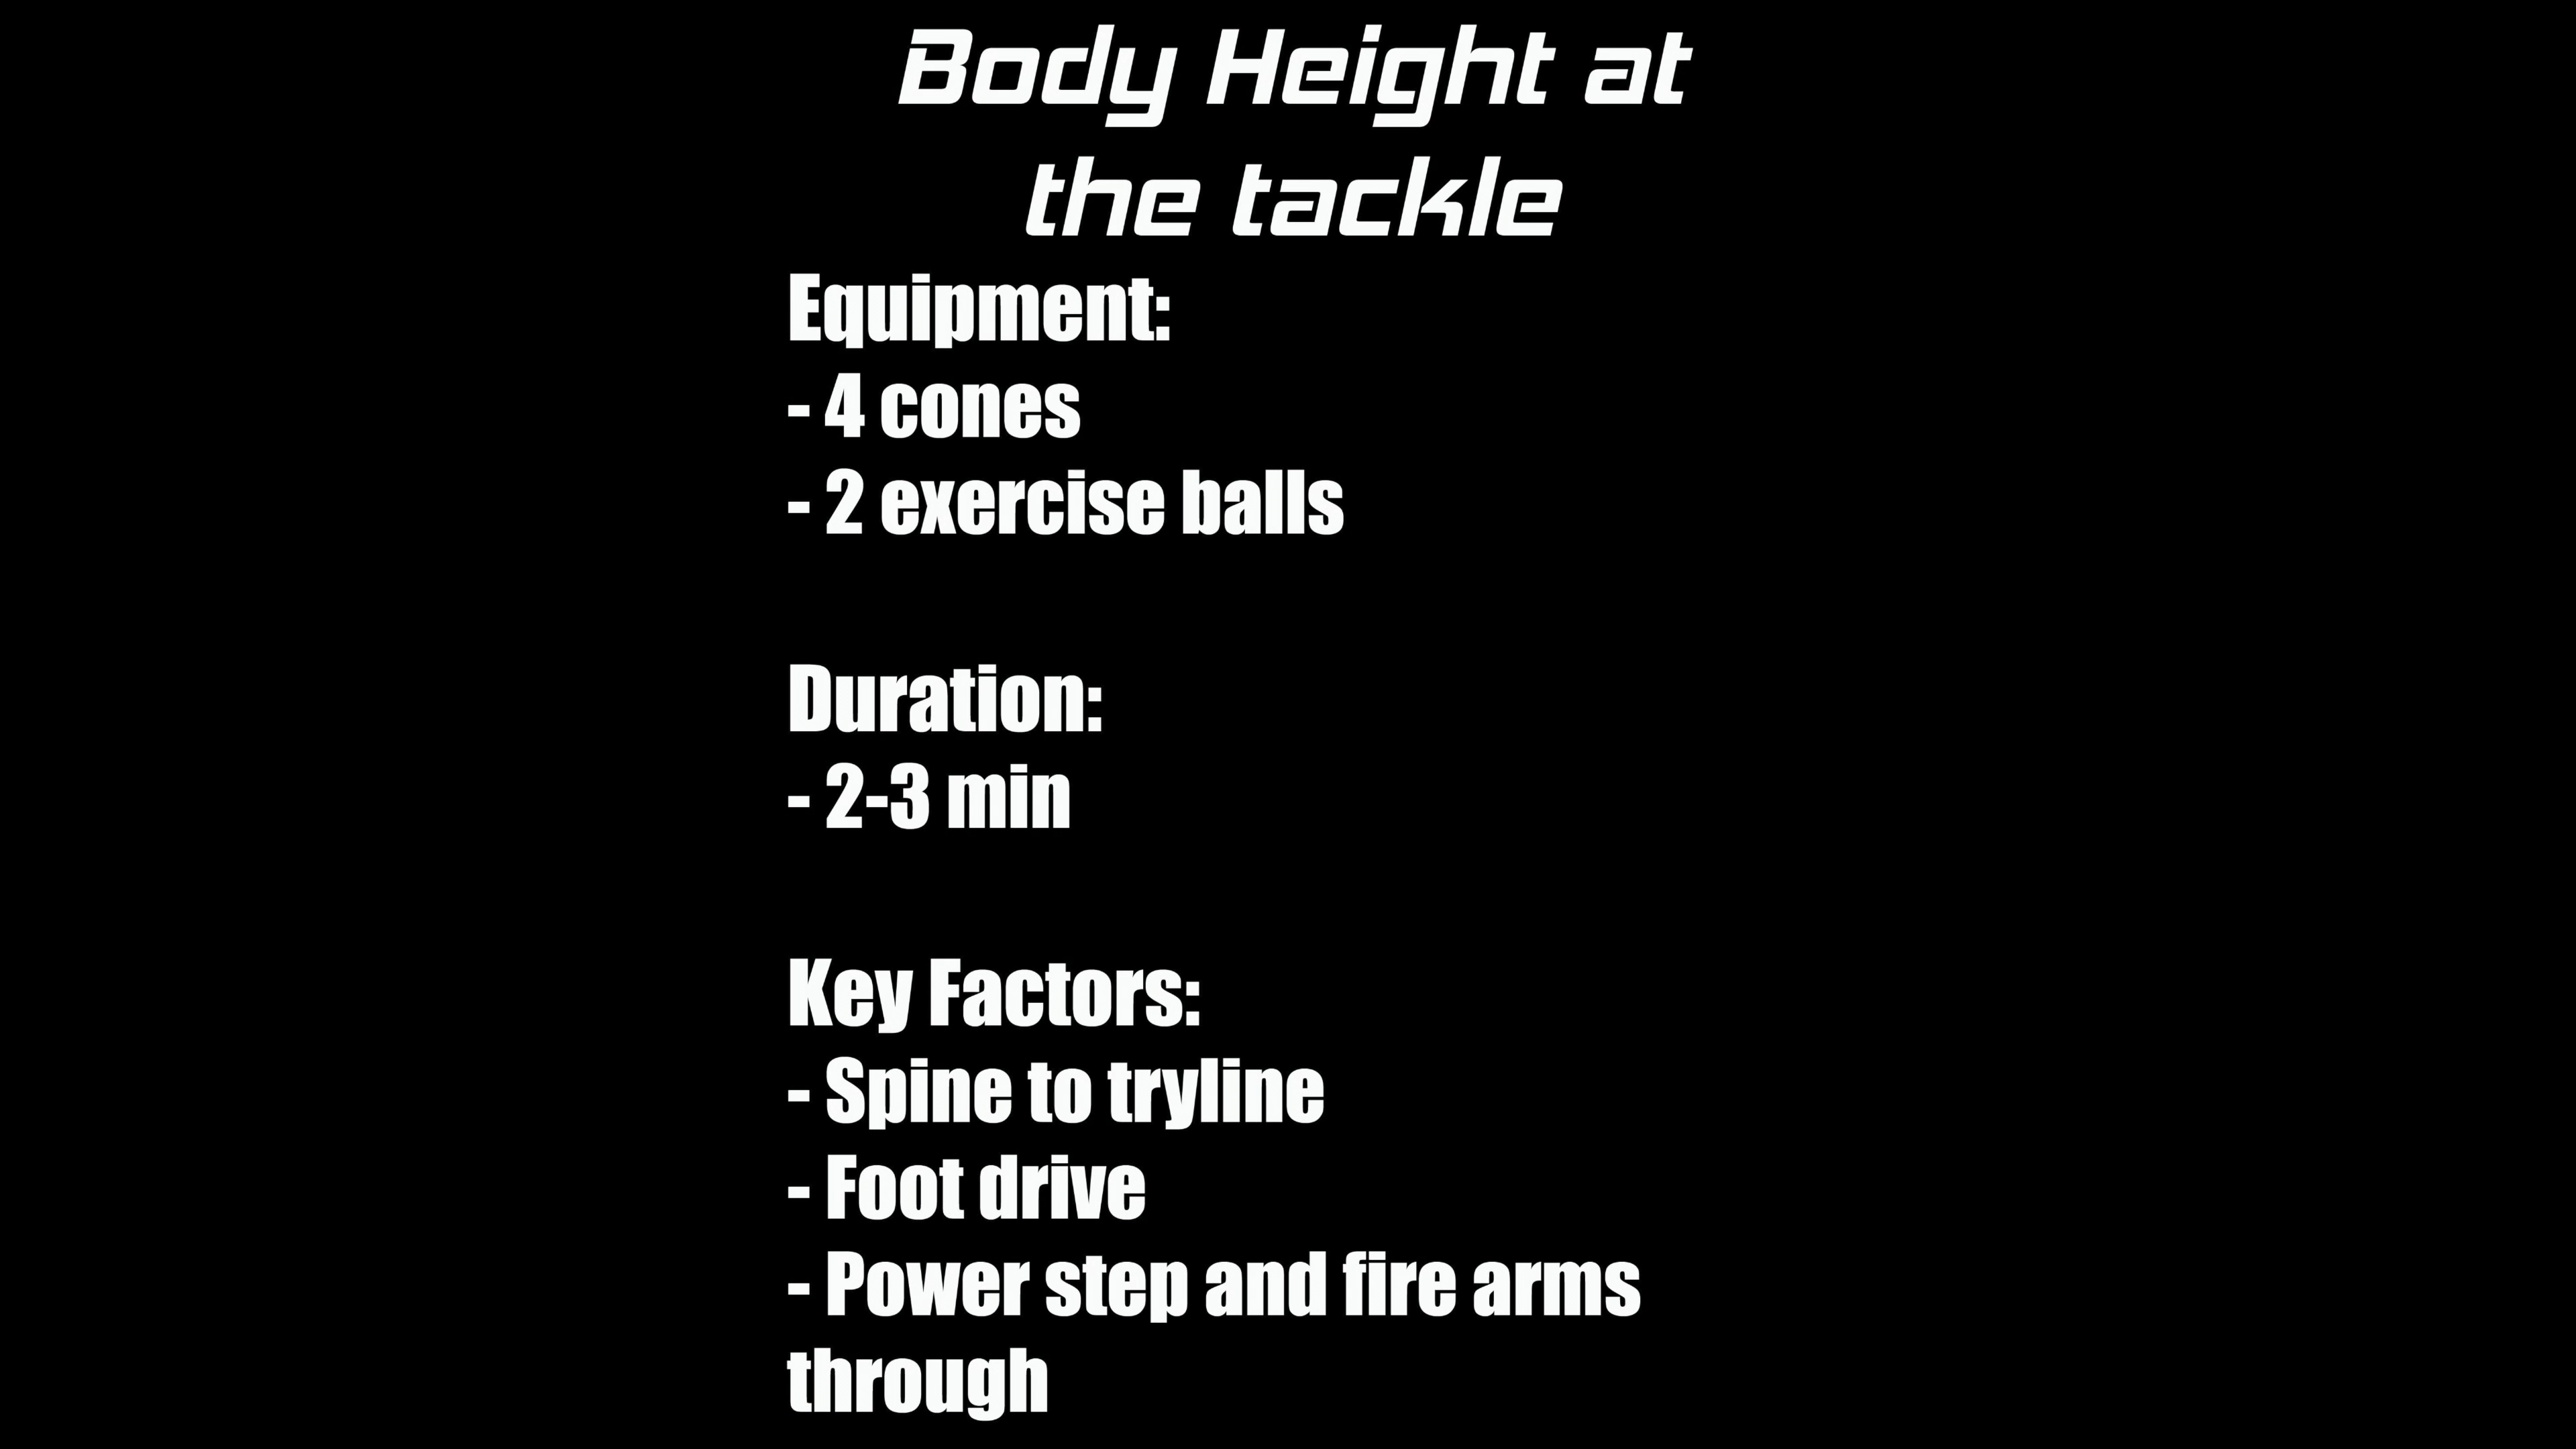 Body Height at
the tackle
Equipment:
- 4 cones
- 2 exercise balls
Duration:
- 2-3 min
Key Factors:
- Spine to tryline
- Foot drive
- Power step and fire arms
through